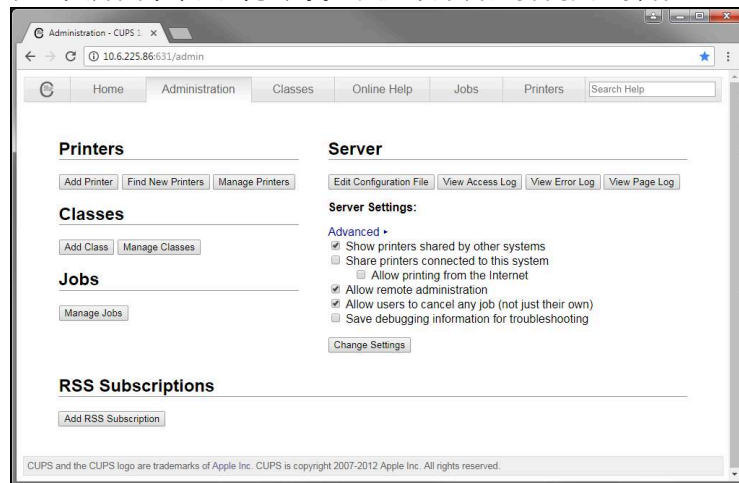 Administration - CUPS 1
10.6.225.86:631/admin
Home Administration Classes Online Help Jobs Printers Search Help
Printers
Add Printer Find New Printers Manage Printers
Classes
Add Class Manage Classes
Jobs
Manage Jobs
Server
Edit Configuration File View Access Log View Error Log View Page Log
Server Settings:
Advanced
Show printers shared by other systems
Share printers connected to this system
Allow printing from the Internet
Allow remote administration
Allow users to cancel any job (not just their own)
Save debugging information for troubleshooting
Change Settings
RSS Subscriptions
Add RSS Subscription
CUPS and the CUPS logo are trademarks of Apple Inc. CUPS is copyright 2007-2012 Apple Inc. All rights reserved.